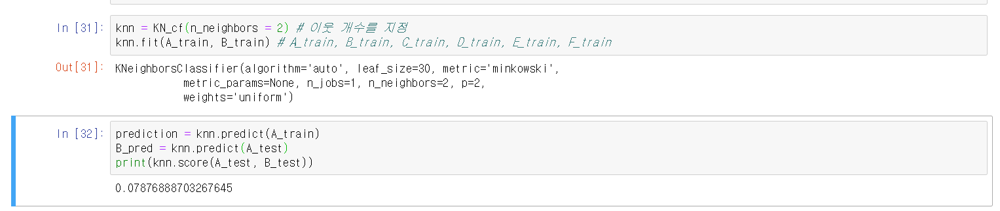 In [31]: knn = KN_cf(n_neighbors = 2) # 이웃 개수를 지정
knn.fit(A_train, B_train) # A_train, B_train, C_train, D_train, E_train, F_train
Out[31]: KNeighborsClassifier(algorithm='auto', leaf_size=30, metric='minkowski',
metric_params=None, n_jobs=1, n_neighbors=2, p=2,
weights='uniform')
In [32]: prediction = knn.predict(A_train)
B_pred = knn.predict(A_test)
print(knn.score(A_test, B_test))
0.07876888703267645